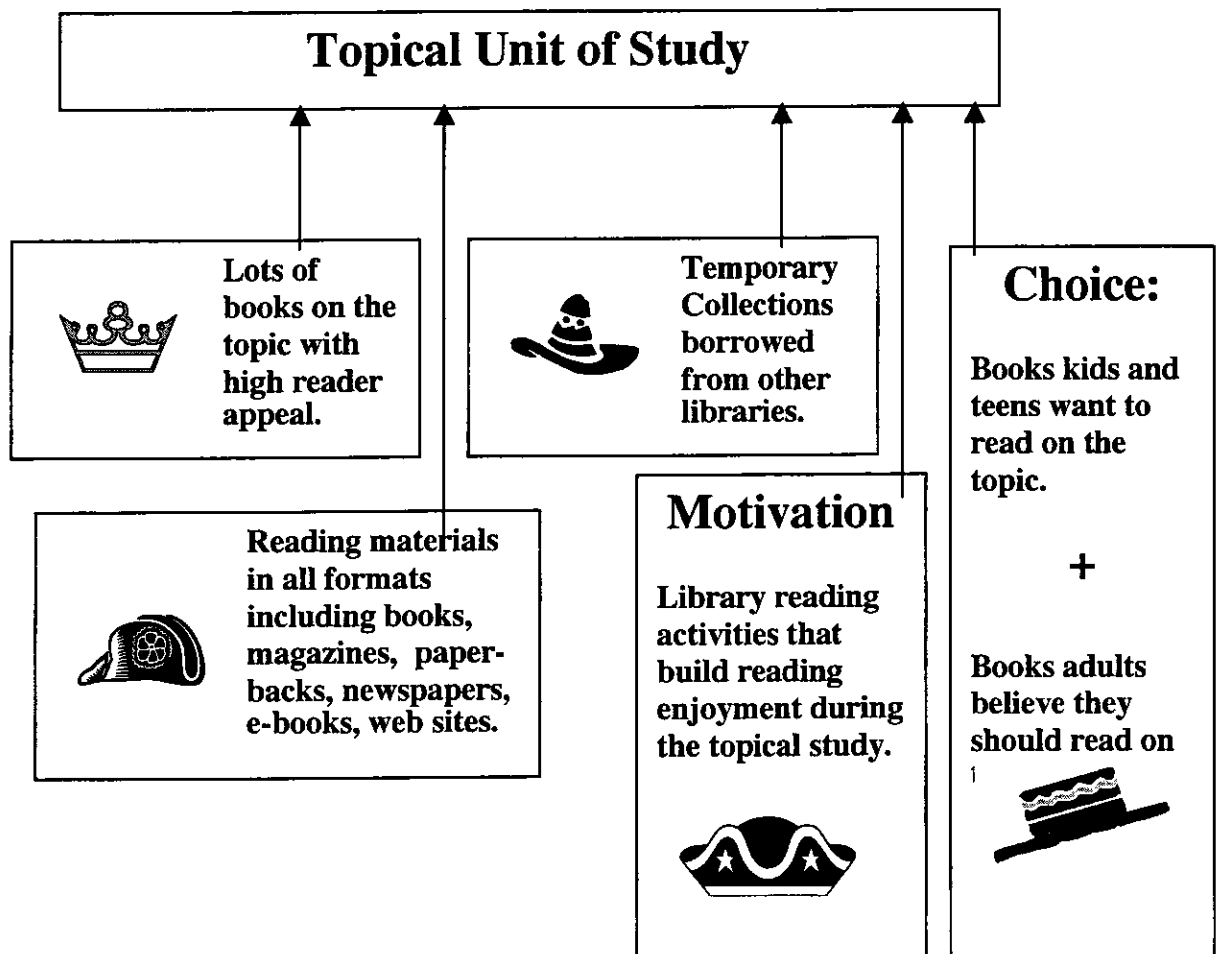 Topical Unit of Study
Lots of
books on the
topic with
high reader
appeal.
Temporary
Collections
borrowed
from other
libraries.
Choice:
Books kids and
teens want to
read on the
topic.
+
Books adults
believe they
should read on
Reading materials
in all formats
including books,
magazines, paper-
backs, newspapers,
e-books, web sites.
Motivation
Library reading
activities that
build reading
enjoyment during
the topical study.